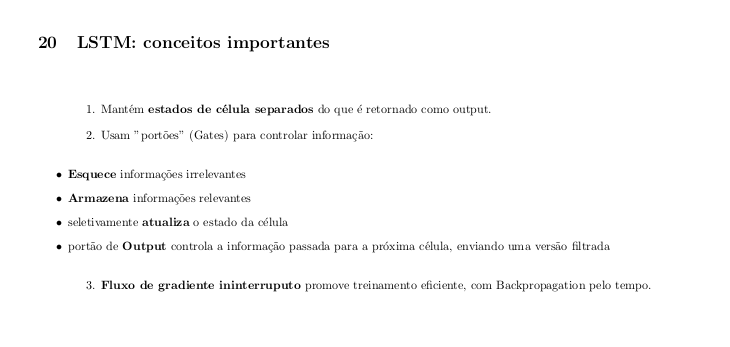 20 LSTM: conceitos importantes
1. Mantém estados de célula separados do que é retornado como output.
2. Usam ”portões” (Gates) para controlar informação:
• Esquece informações irrelevantes
• Armazena informações relevantes
• seletivamente atualiza o estado da célula
• portão de Output controla a informação passada para a próxima célula, enviando uma versão filtrada
3. Fluxo de gradiente ininterruputo promove treinamento eficiente, com Backpropagation pelo tempo.